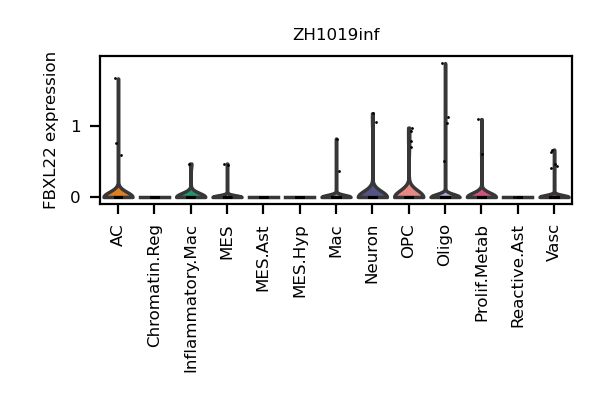 ZH1019inf
FBXL22 expression
1
0
AC
Chromatin.Reg
Inflammatory.Mac
MES
MES.Ast
MES.Hyp
Mac
Neuron
OPC
Oligo
Prolif.Metab
Reactive.Ast
Vasc